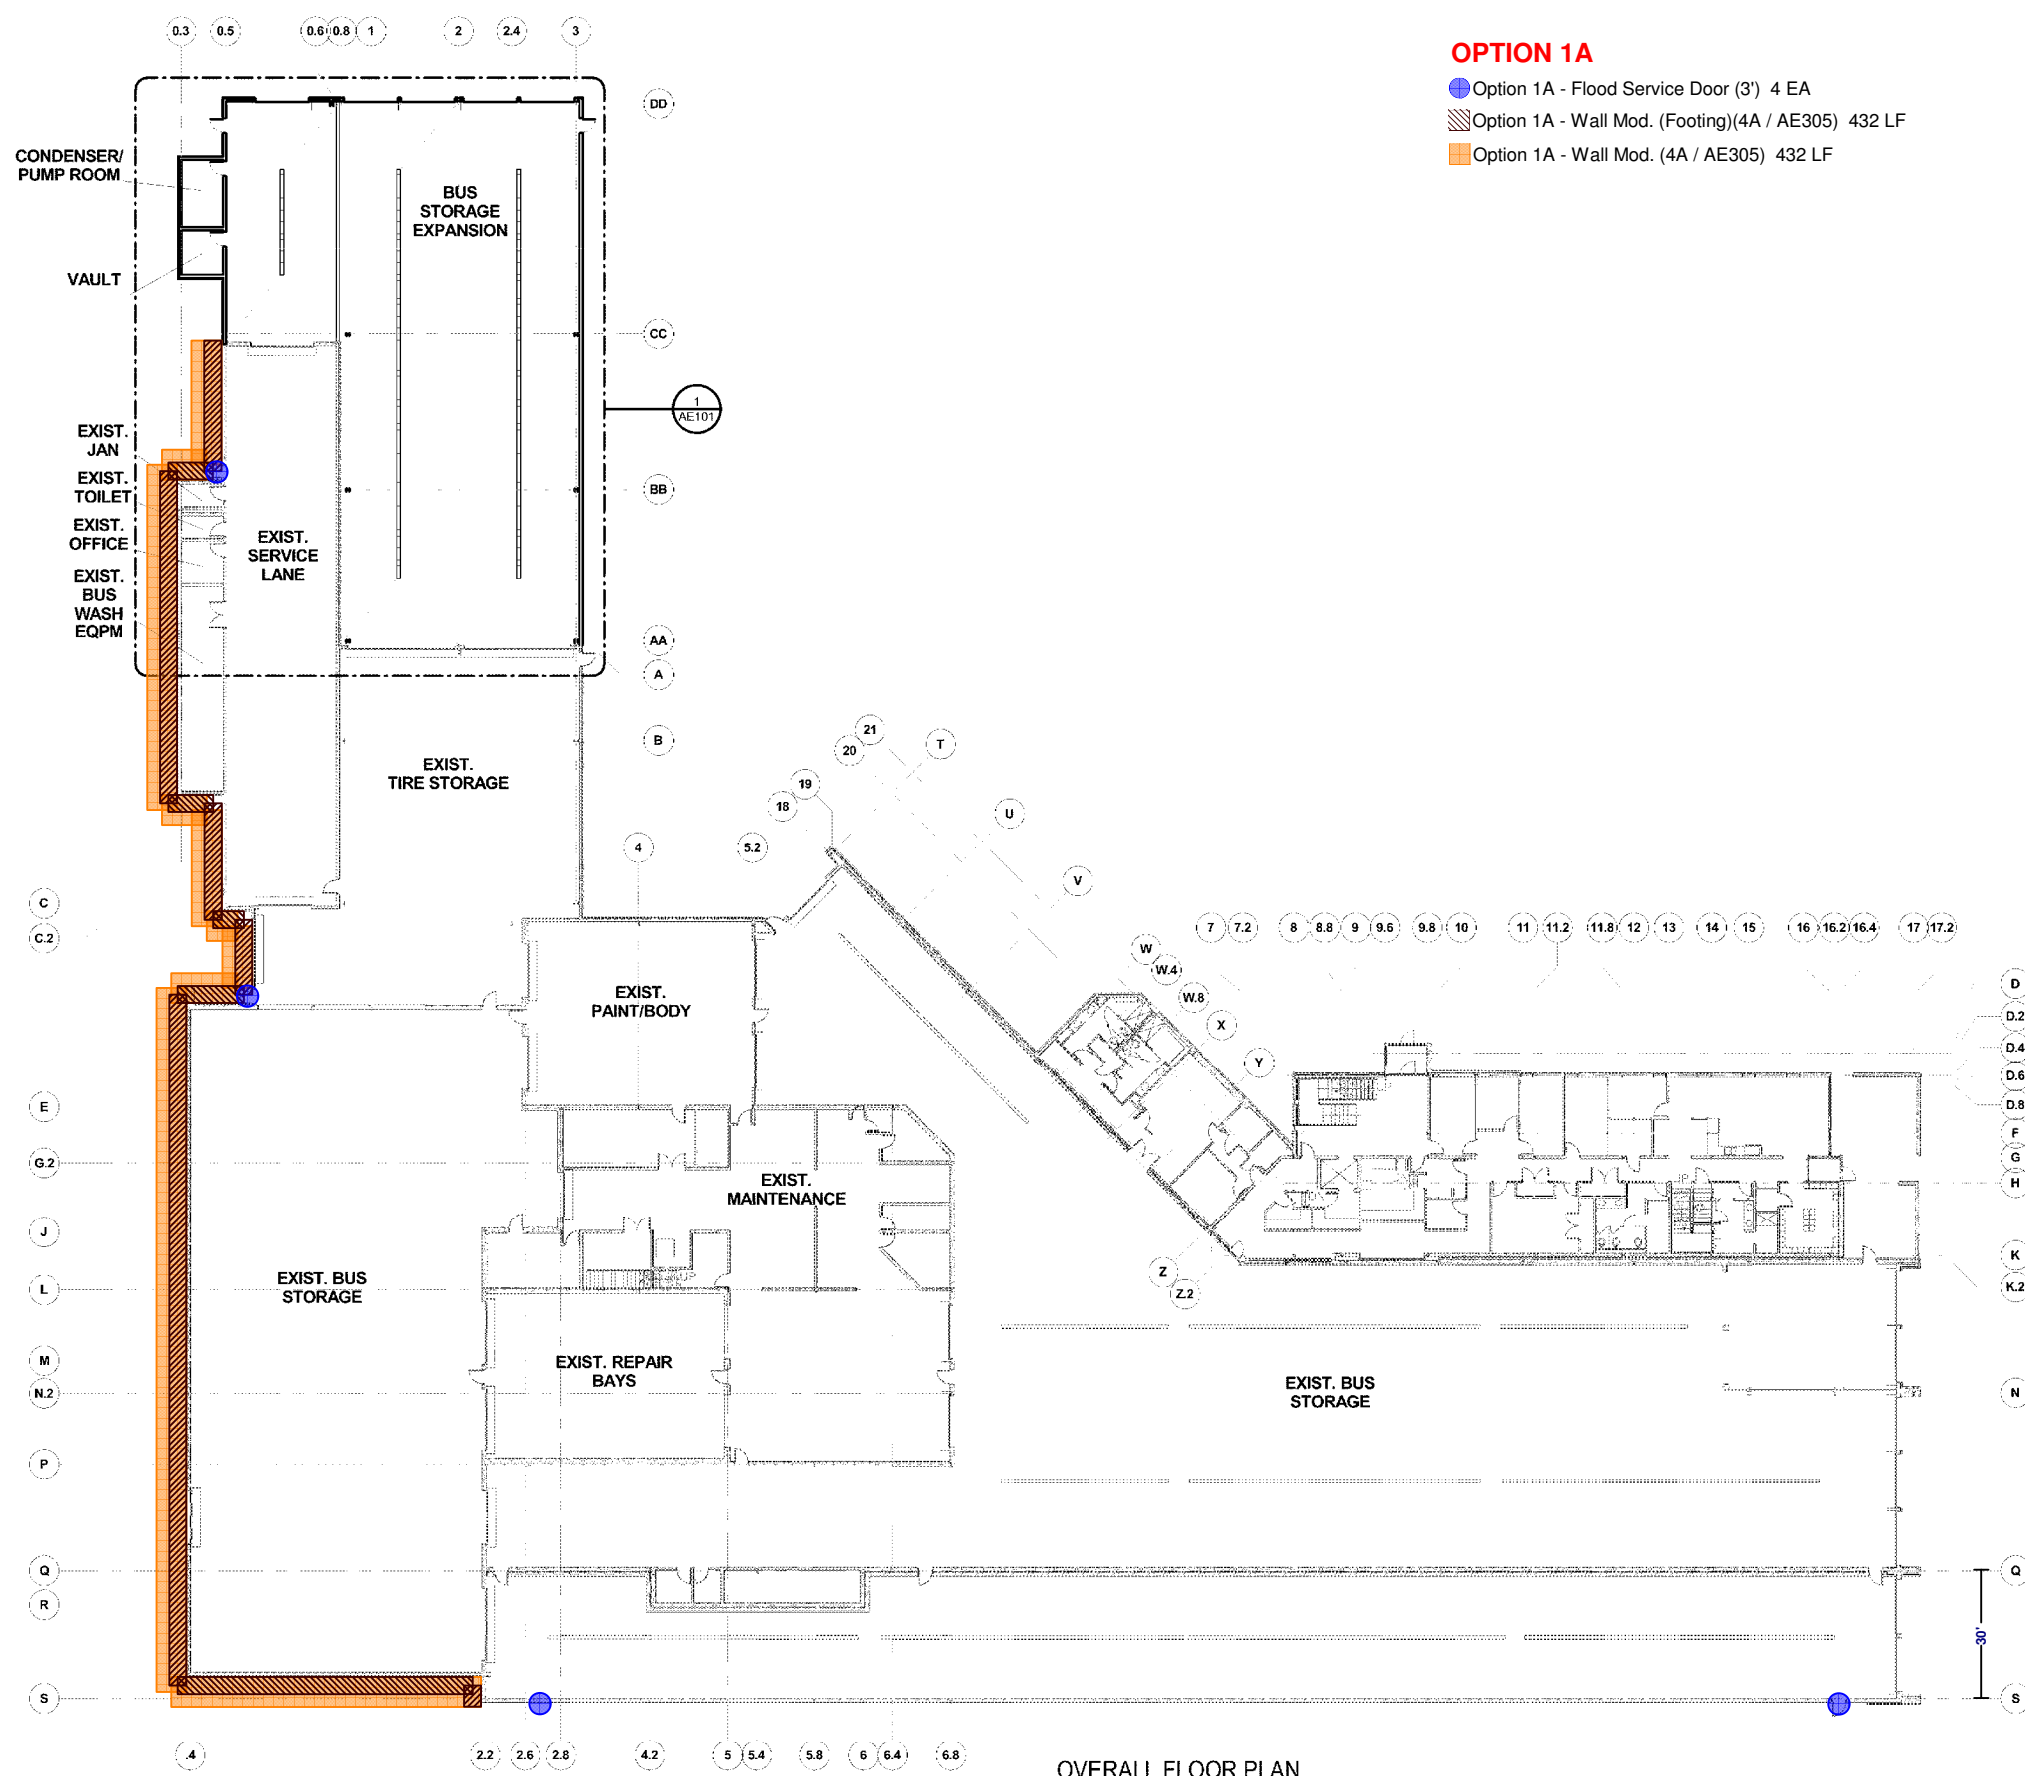 0.3 0.5 0.6 0.8 1 2 2.4 3
OPTION 1A
Option 1A - Flood Service Door (3') 4 EA
Option 1A - Wall Mod. (Footing)(4A / AE305) 432 LF
Option 1A - Wall Mod. (4A / AE305) 432 LF
DD
CONDENSER/
PUMP ROOM
BUS
STORAGE
EXPANSION
VAULT
CC
1
AE101
EXIST.
JAN
EXIST.
TOILET
BB
EXIST.
OFFICE
EXIST.
SERVICE
LANE
EXIST.
BUS
WASH
EQPM
AA
A
B
EXIST.
TIRE STORAGE
21
20
T
19
18
U
4
5.2
V
C
C.2
7 7.2 8 8.8 9 9.6 9.8 10 11 11.2 11.8 12 13 14 15 16 16.2 16.4 17 17.2
W
W.4
W.8
X
Y
EXIST.
PAINT/BODY
D
D.2
D.4
D.6
D.8
E
F
G.2
G
EXIST.
MAINTENANCE
H
J
K
EXIST. BUS
STORAGE
Z
Z.2
L
K.2
M
EXIST. REPAIR
BAYS
N.2
EXIST. BUS
STORAGE
N
P
Q
Q
R
30'
S
S
.4 2.2 2.6 2.8 4.2 5 5.4 5.8 6 6.4 6.8
OVERALL FLOOR PLAN